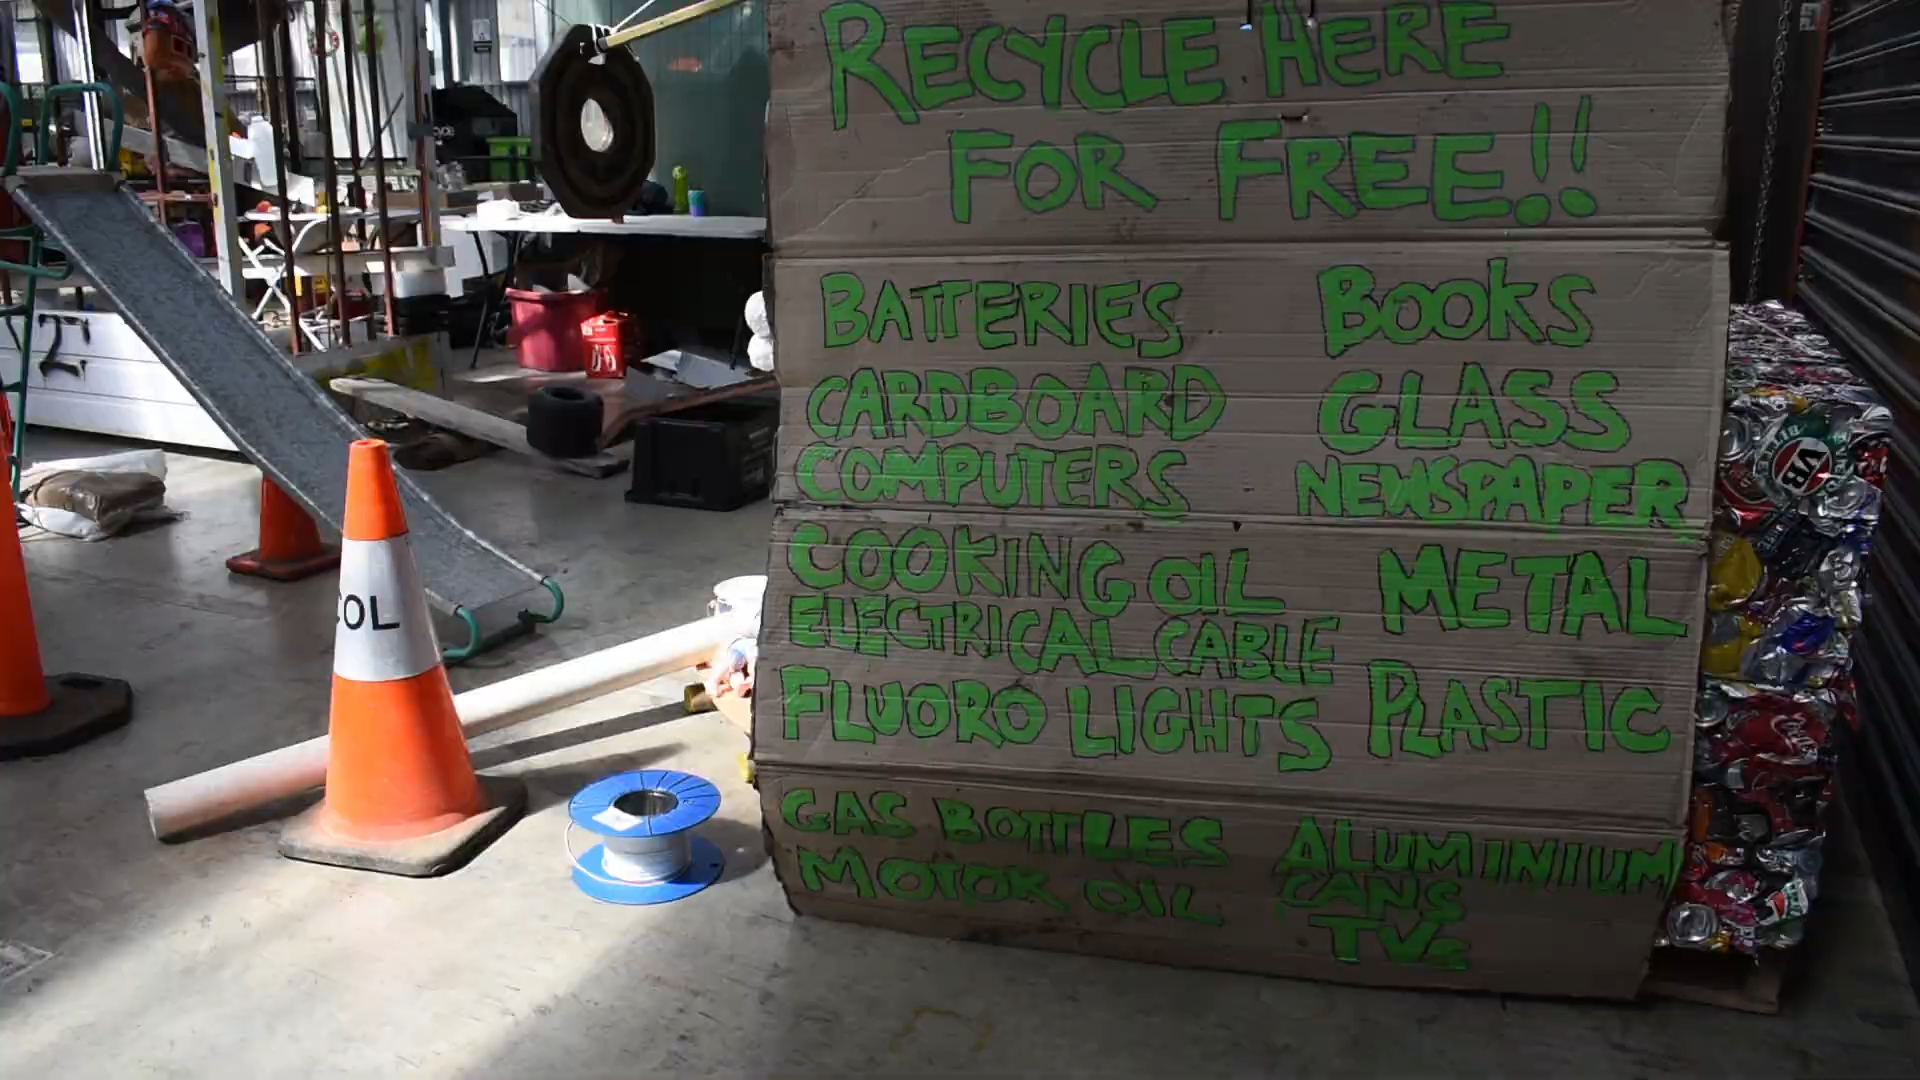 RECYCLE HERE
FOR FREE!!
BATTERIES BOOKS
CARDBOARD GLASS
COMPUTERS NEWSPAPER
COOKING OIL METAL
ELECTRICAL CABLE
FLUORO LIGHTS PLASTIC
GAS BOTTLES ALUMINIUM
MOTOR OIL CANS
TVs
COL
VB
27